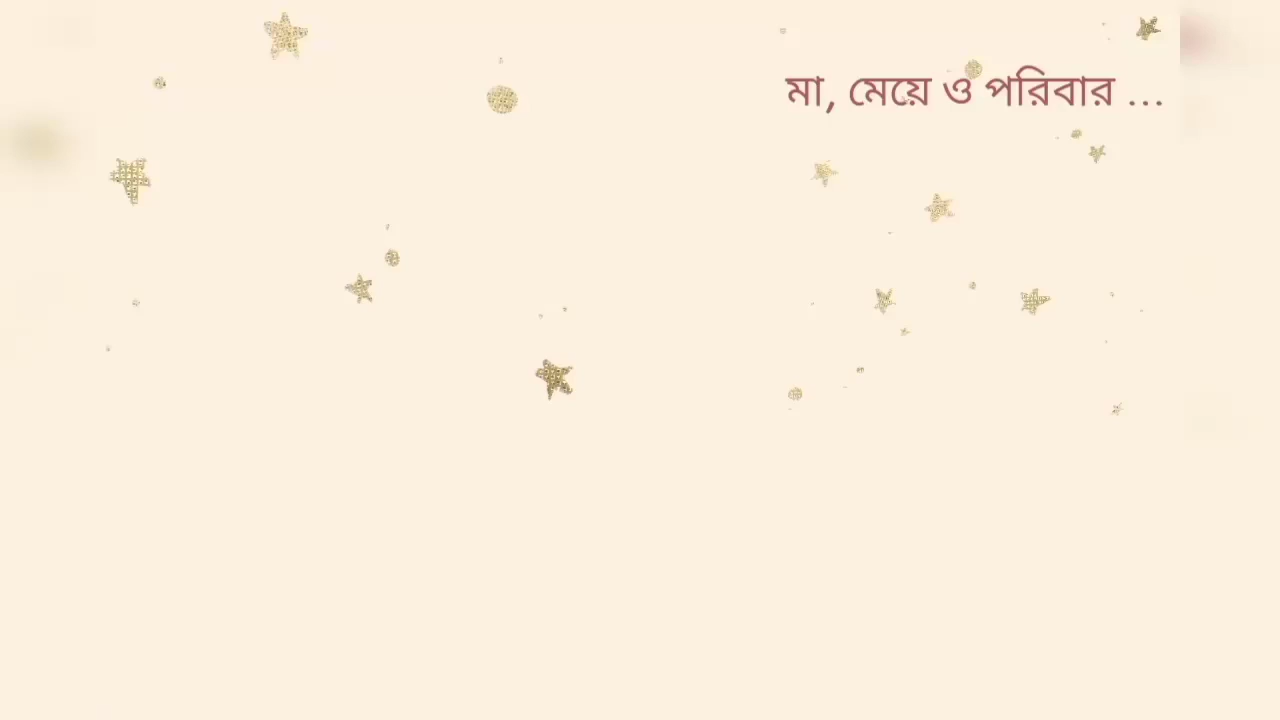 মা, মেয়ে ও পরিবার ...